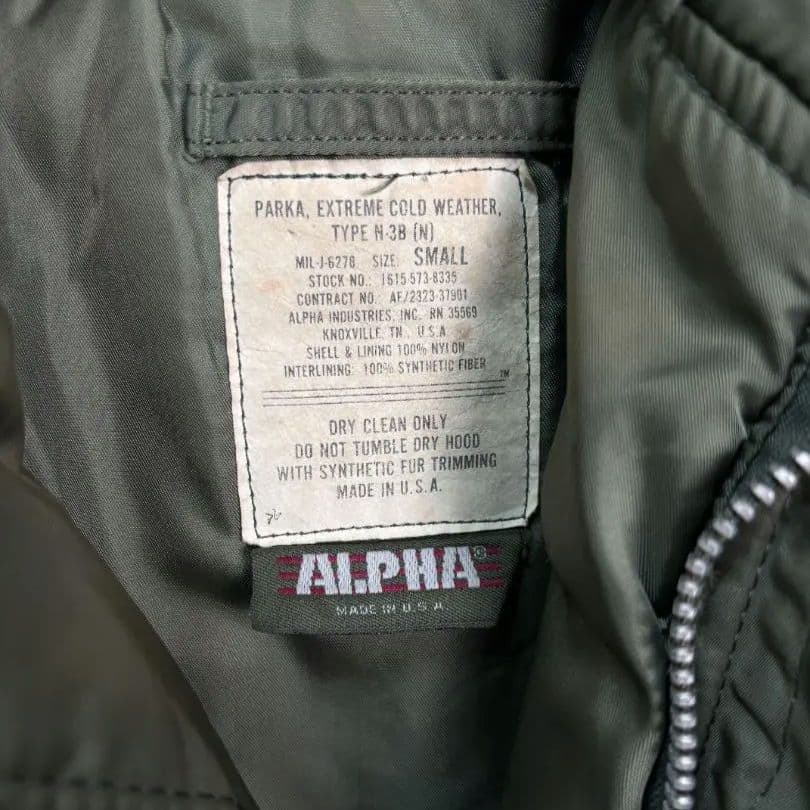 PARKA, EXTREME COLD WEATHER,
TYPE N-3B (N)
MIL-J-6278 SIZE: SMALL
STOCK NO.: 1615-573-8335
CONTRACT NO. AF/2323-37901
ALPHA INDUSTRIES, INC. RN 35569
KNOXVILLE, TN., U.S.A
SHELL & LINING 100% NYLON
INTERLINING: 100% SYNTHETIC FIBER ™
DRY CLEAN ONLY
DO NOT TUMBLE DRY HOOD
WITH SYNTHETIC FUR TRIMMING
MADE IN U.S.A.
ALPHA®
MADE IN U.S.A